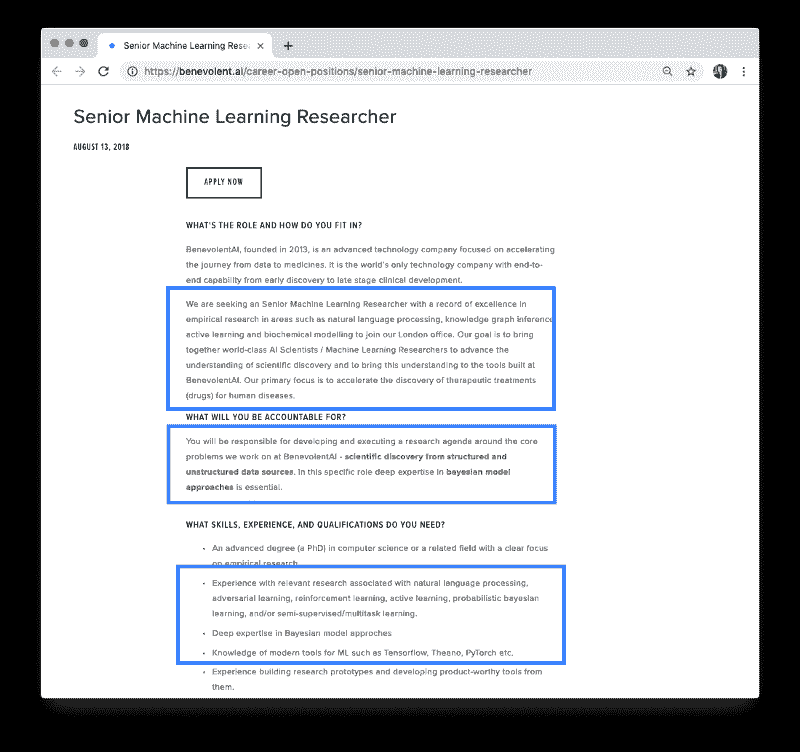 Senior Machine Learning Rese
https://benevolent.ai/career-open-positions/senior-machine-learning-researcher
Senior Machine Learning Researcher
AUGUST 13, 2018
APPLY NOW
WHAT'S THE ROLE AND HOW DO YOU FIT IN?
BenevolentAI, founded in 2013, is an advanced technology company focused on accelerating
the journey from data to medicines. It is the world's only technology company with end-to-
end capability from early discovery to late stage clinical development.
We are seeking an Senior Machine Learning Researcher with a record of excellence in
empirical research in areas such as natural language processing, knowledge graph inference
active learning and biochemical modelling to join our London office. Our goal is to bring
together world-class AI Scientists / Machine Learning Researchers to advance the
understanding of scientific discovery and to bring this understanding to the tools built at
BenevolentAI. Our primary focus is to accelerate the discovery of therapeutic treatments
(drugs) for human diseases.
WHAT WILL YOU BE ACCOUNTABLE FOR?
You will be responsible for developing and executing a research agenda around the core
problems we work on at BenevolentAI - scientific discovery from structured and
unstructured data sources. In this specific role deep expertise in bayesian model
approaches is essential.
WHAT SKILLS, EXPERIENCE, AND QUALIFICATIONS DO YOU NEED?
• An advanced degree (a PhD) in computer science or a related field with a clear focus
on empirical research
• Experience with relevant research associated with natural language processing,
adversarial learning, reinforcement learning, active learning, probabilistic bayesian
learning, and/or semi-supervised/multitask learning.
• Deep expertise in Bayesian model approches
• Knowledge of modern tools for ML such as Tensorflow, Theano, PyTorch etc.
• Experience building research prototypes and developing product-worthy tools from
them.